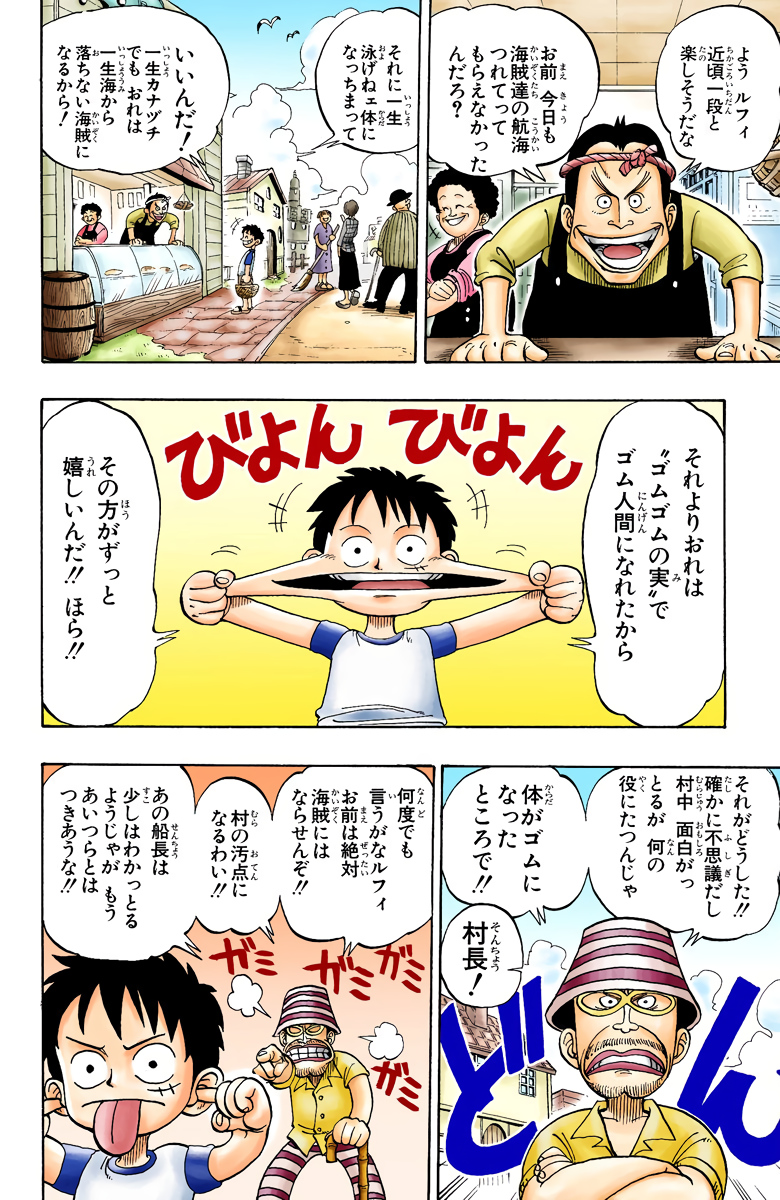 よう ルフィ
近頃一段と
楽しそうだな
お前 今日も
海賊達の航海
つれてって
もらえなかった
んだろ?
それに一生
泳げねェ体に
なっちまって
いいんだ!
一生カナヅチ
でも おれは
一生海から
落ちない海賊に
なるから!
それよりおれは
〝ゴムゴムの実〟で
ゴム人間になれたから
びよん びよん
その方がずっと
嬉しいんだ!! ほら!!
それがどうした!!
確かに不思議だし
村中 面白がっ
とるが 何の
役にたつんじゃ
体がゴムに
なった
ところで!!
村長!
どん
何度でも
言うがなルフィ
お前は絶対
海賊には
ならせんぞ!!
村の汚点に
なるわい!!
あの船長は
少しはわかっとる
ようじゃが もう
あいつらとは
つきあうな!!
ガミ
ガミ
ガミ
ガミ